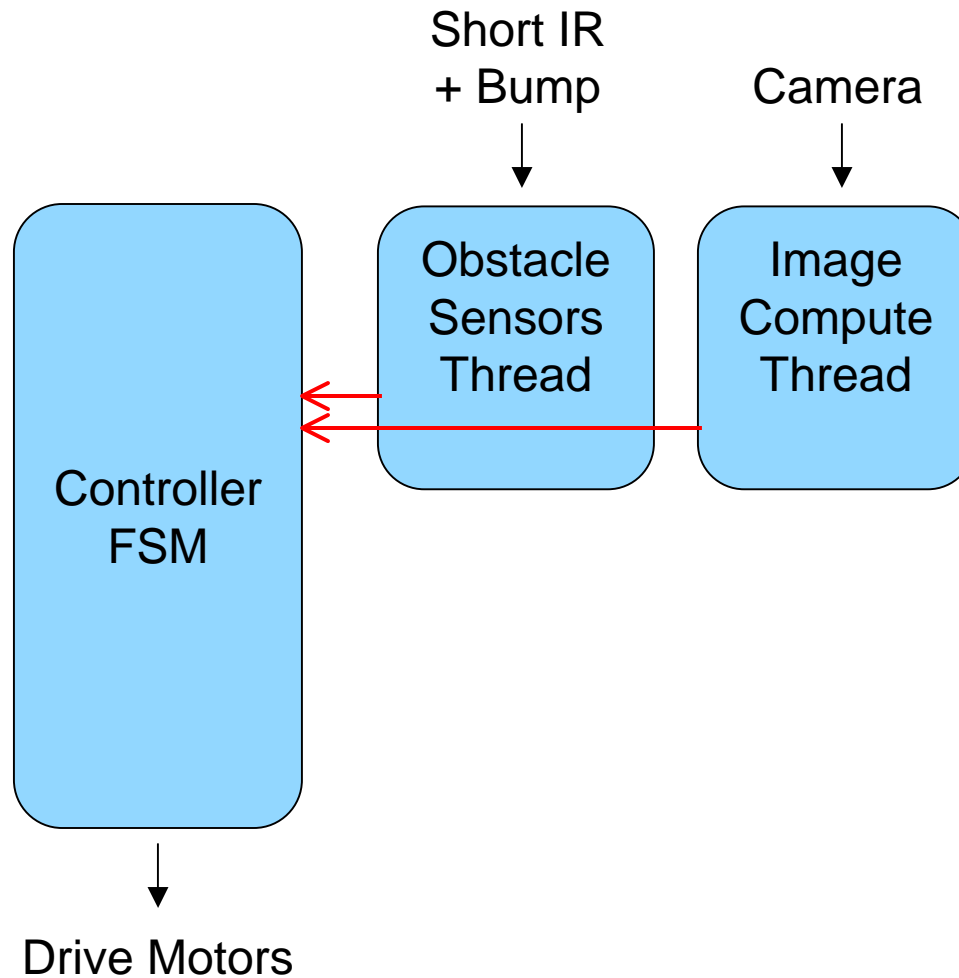 Short IR
+ Bump
Camera
Obstacle
Sensors
Thread
Image
Compute
Thread
Controller
FSM
Drive Motors